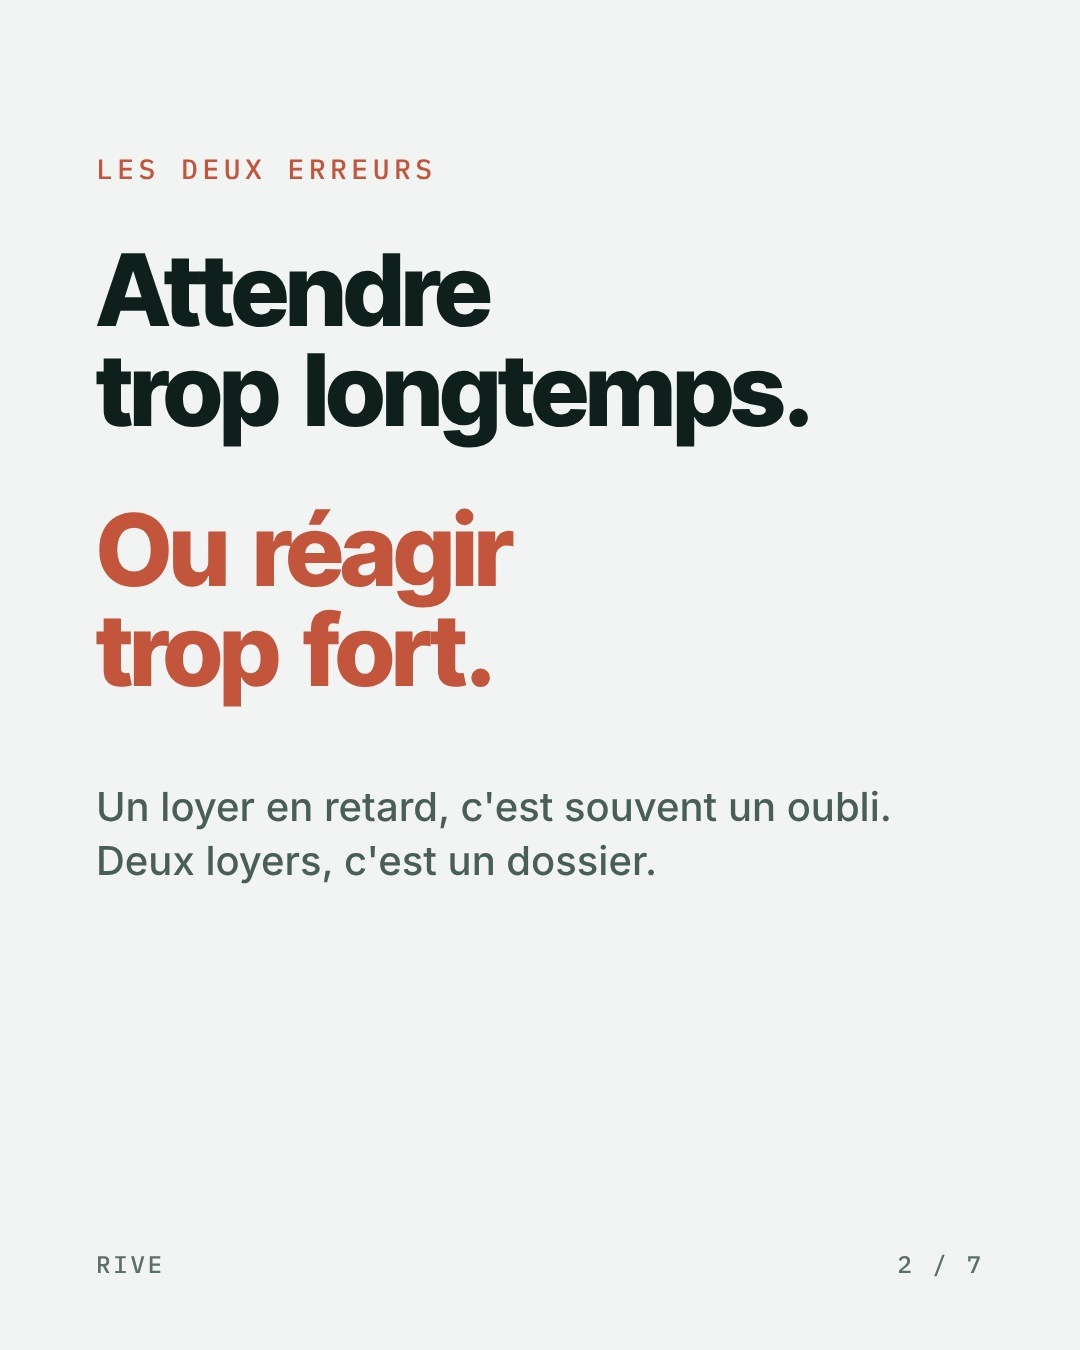 LES DEUX ERREURS
Attendre
trop longtemps.
Ou réagir
trop fort.
Un loyer en retard, c'est souvent un oubli.
Deux loyers, c'est un dossier.
RIVE
2 / 7